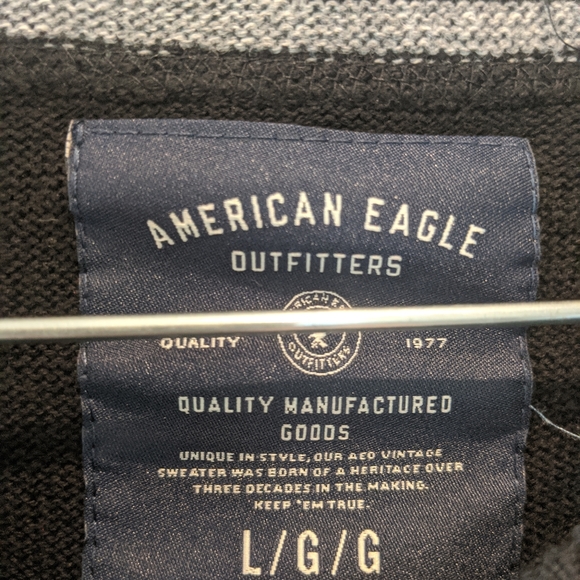 AMERICAN EAGLE
OUTFITTERS
QUALITY
1977
OUTFITTERS
QUALITY MANUFACTURED
GOODS
UNIQUE IN STYLE, OUR AEO VINTAGE
SWEATER WAS BORN OF A HERITAGE OVER
THREE DECADES IN THE MAKING.
KEEP 'EM TRUE.
L/G/G